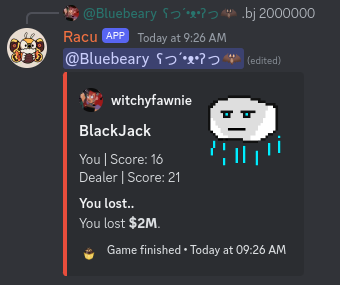 @Bluebeary ʕっ•ᴥ•ʔっ🦇 .bj 2000000
Racu APP Today at 09:26 AM
@Bluebeary ʕっ•ᴥ•ʔっ🦇 (edited)
witchyfawnie
BlackJack
You | Score: 16
Dealer | Score: 21
You lost..
You lost $2M.
Game finished • Today at 09:26 AM